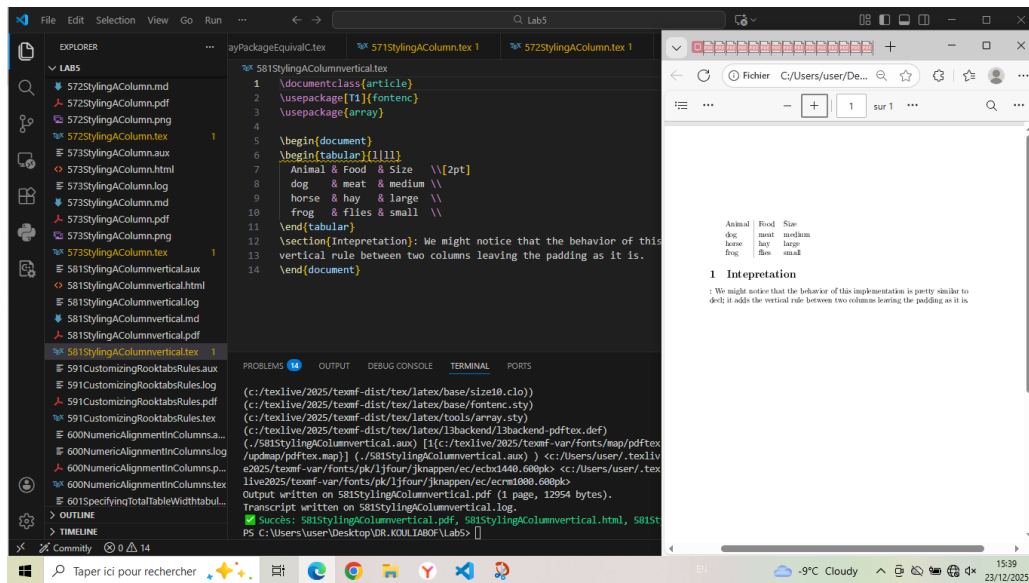 File Edit Selection View Go Run ··· Lab5
EXPLORER ···
LAB5
572StylingAColumn.md
572StylingAColumn.pdf
572StylingAColumn.png
572StylingAColumn.tex 1
573StylingAColumn.aux
573StylingAColumn.html
573StylingAColumn.log
573StylingAColumn.md
573StylingAColumn.pdf
573StylingAColumn.png
573StylingAColumn.tex 1
581StylingAColumnvertical.aux
581StylingAColumnvertical.html
581StylingAColumnvertical.log
581StylingAColumnvertical.md
581StylingAColumnvertical.pdf
581StylingAColumnvertical.tex 1
591CustomizingRooktabsRules.aux
591CustomizingRooktabsRules.log
591CustomizingRooktabsRules.pdf
591CustomizingRooktabsRules.tex
600NumericAlignmentInColumns.a...
600NumericAlignmentInColumns.log
600NumericAlignmentInColumns.p...
600NumericAlignmentInColumns.tex
601SpecifyingTotalTableWidthtabul...
OUTLINE
TIMELINE
ayPackageEquivalC.tex 571StylingAColumn.tex 1 572StylingAColumn.tex 1
581StylingAColumnvertical.tex
1 \documentclass{article}
2 \usepackage[T1]{fontenc}
3 \usepackage{array}
4
5 \begin{document}
6 \begin{tabular}{l|ll}
7 Animal & Food & Size \\[2pt]
8 dog & meat & medium \\
9 horse & hay & large \\
10 frog & flies & small \\
11 \end{tabular}
12 \section{Intepretation}: We might notice that the behavior of this
13 vertical rule between two columns leaving the padding as it is.
14 \end{document}
PROBLEMS 14 OUTPUT DEBUG CONSOLE TERMINAL PORTS
(c:/texlive/2025/texmf-dist/tex/latex/base/size10.clo))
(c:/texlive/2025/texmf-dist/tex/latex/base/fontenc.sty)
(c:/texlive/2025/texmf-dist/tex/latex/tools/array.sty)
(c:/texlive/2025/texmf-dist/tex/latex/l3backend/l3backend-pdftex.def)
(./581StylingAColumnvertical.aux) [1{c:/texlive/2025/texmf-var/fonts/map/pdftex
/updmap/pdftex.map}] (./581StylingAColumnvertical.aux) ) <c:/Users/user/.texliv
e2025/texmf-var/fonts/pk/ljfour/jknappen/ec/ecbx1440.600pk> <c:/Users/user/.tex
live2025/texmf-var/fonts/pk/ljfour/jknappen/ec/ecrm1000.600pk>
Output written on 581StylingAColumnvertical.pdf (1 page, 12954 bytes).
Transcript written on 581StylingAColumnvertical.log.
Succès: 581StylingAColumnvertical.pdf, 581StylingAColumnvertical.html, 581St
PS C:\Users\user\Desktop\DR.KOULIABOF\Lab5>
Fichier C:/Users/user/De...
1 sur 1 ···
Animal Food Size
dog meat medium
horse hay large
frog flies small
1 Intepretation
: We might notice that the behavior of this implementation is pretty similar to
decl; it adds the vertical rule between two columns leaving the padding as it is.
Commitly 0 14
Taper ici pour rechercher
EN
-9°C Cloudy
15:39
23/12/2025